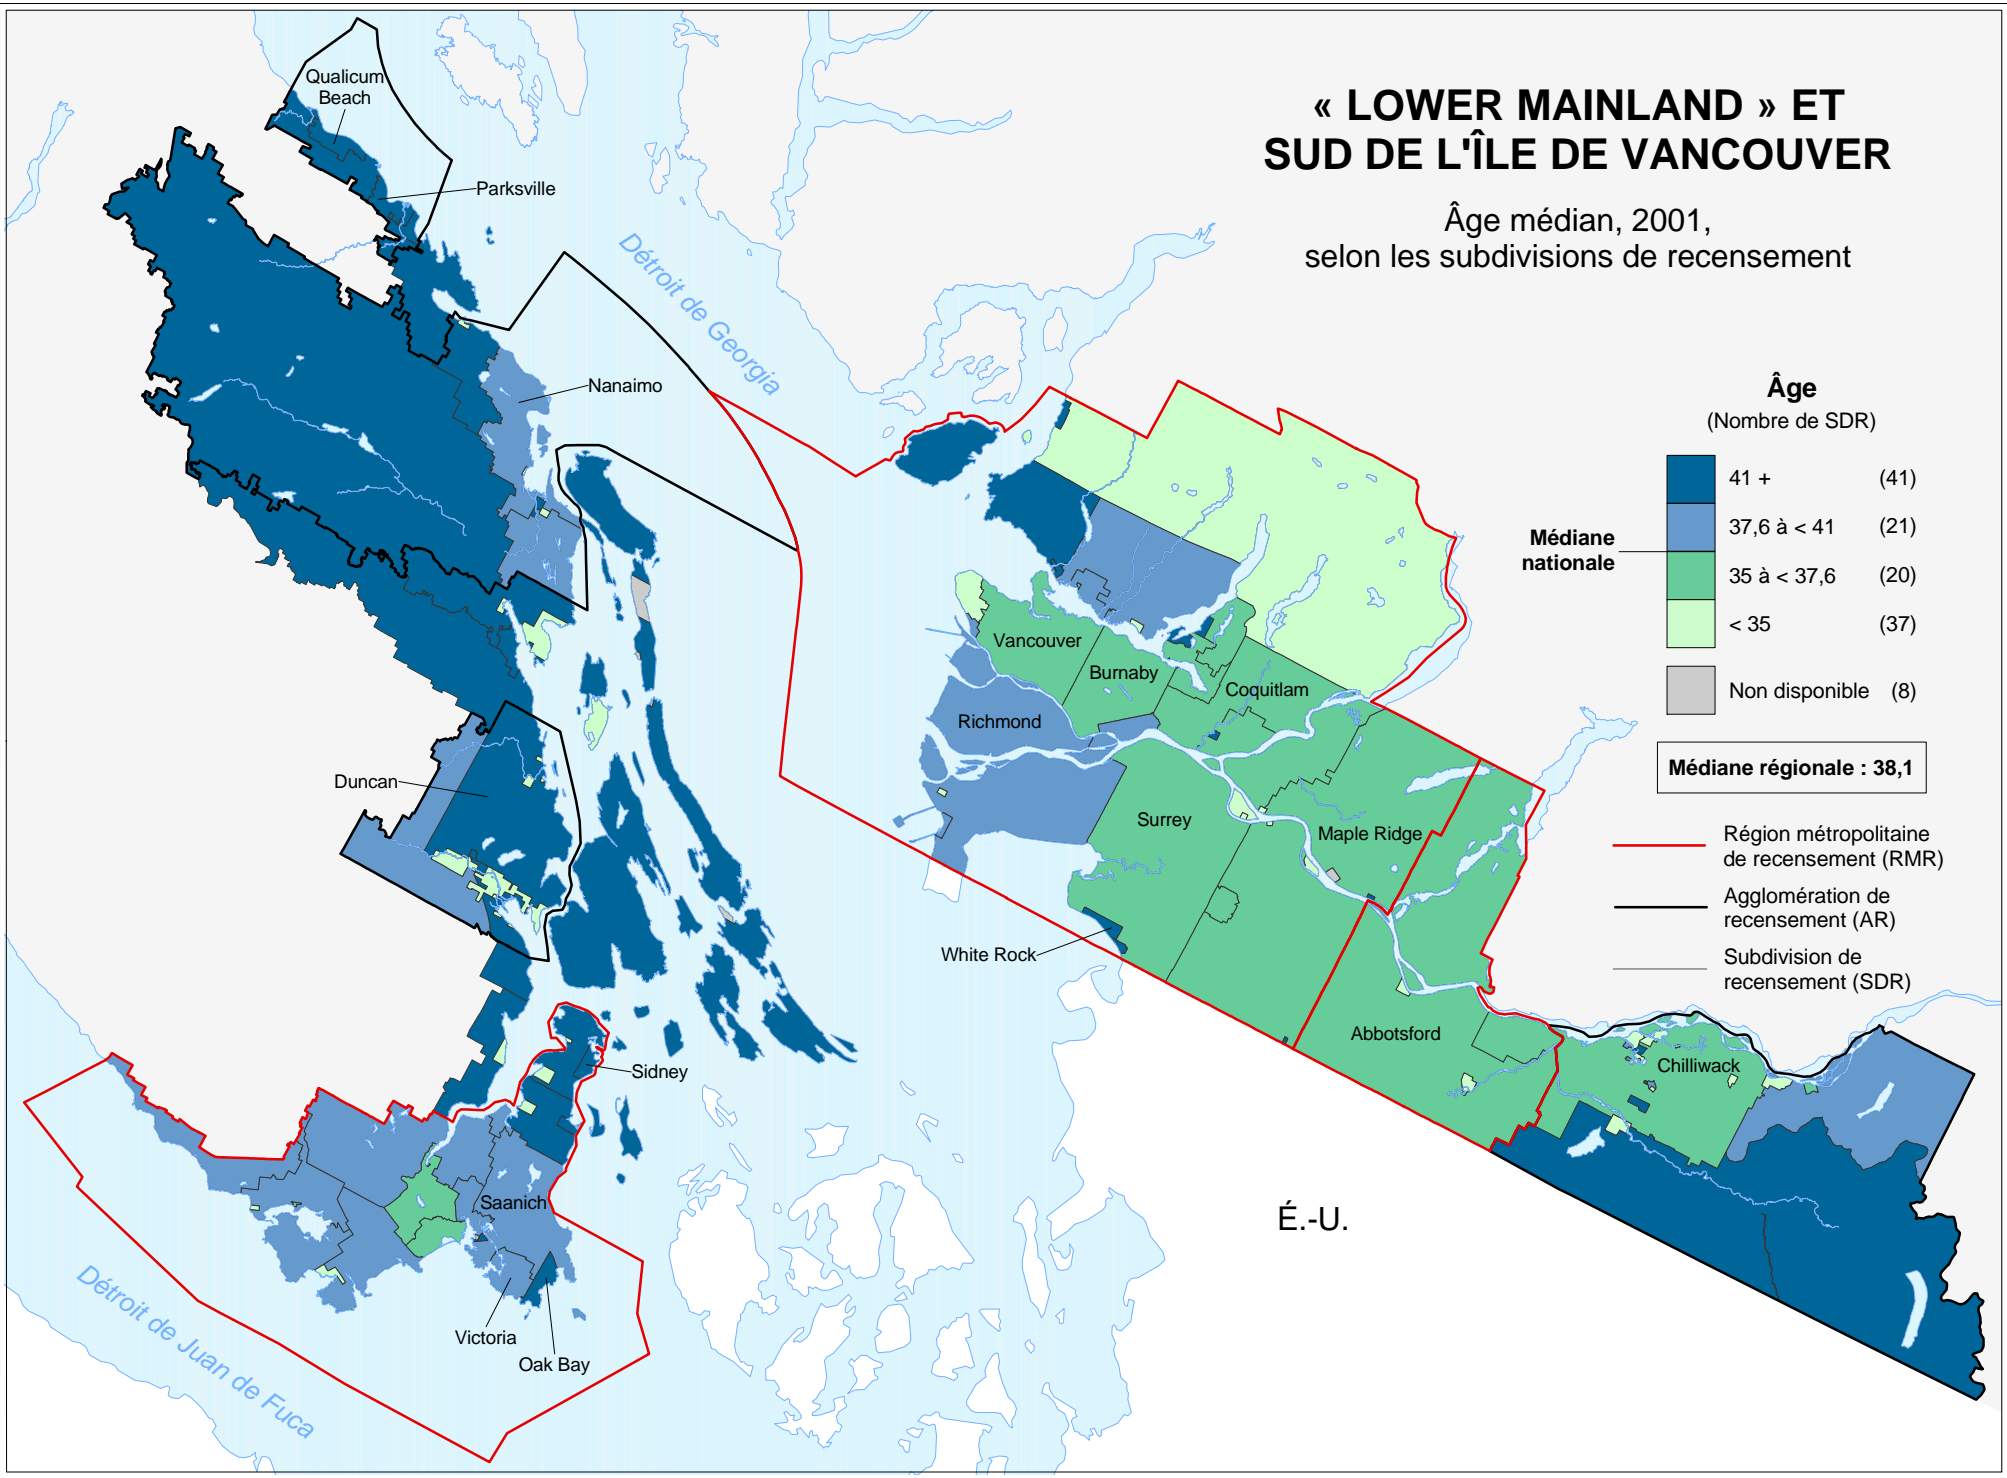 « LOWER MAINLAND » ET
SUD DE L'ÎLE DE VANCOUVER
Âge médian, 2001,
selon les subdivisions de recensement
Qualicum
Beach
Parksville
Détroit de Georgia
Nanaimo
Duncan
Sidney
Saanich
Victoria
Oak Bay
Détroit de Juan de Fuca
Vancouver
Burnaby
Coquitlam
Richmond
Surrey
Maple Ridge
White Rock
Abbotsford
Chilliwack
É.-U.
Âge
(Nombre de SDR)
41 + (41)
37,6 à < 41 (21)
Médiane
nationale
35 à < 37,6 (20)
< 35 (37)
Non disponible (8)
Médiane régionale : 38,1
Région métropolitaine
de recensement (RMR)
Agglomération de
recensement (AR)
Subdivision de
recensement (SDR)